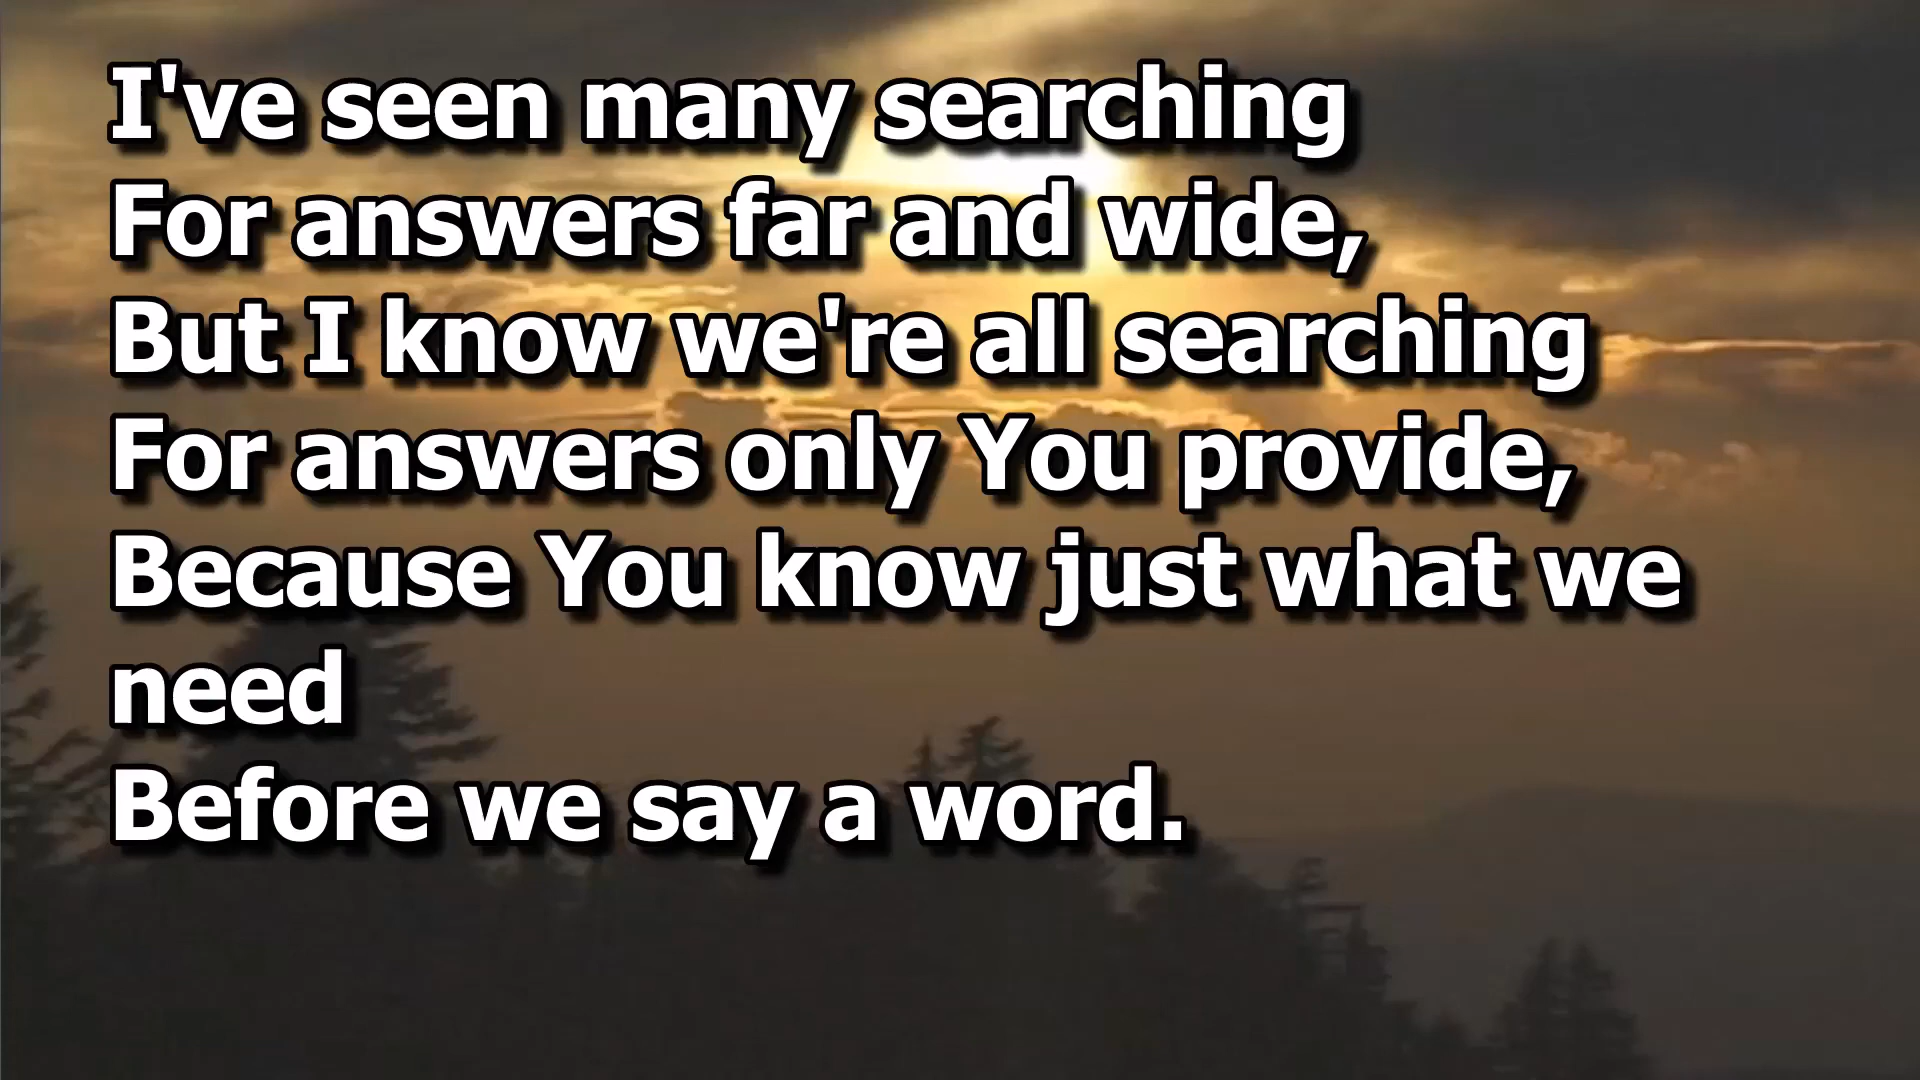 I've seen many searching
For answers far and wide,
But I know we're all searching
For answers only You provide,
Because You know just what we
need
Before we say a word.